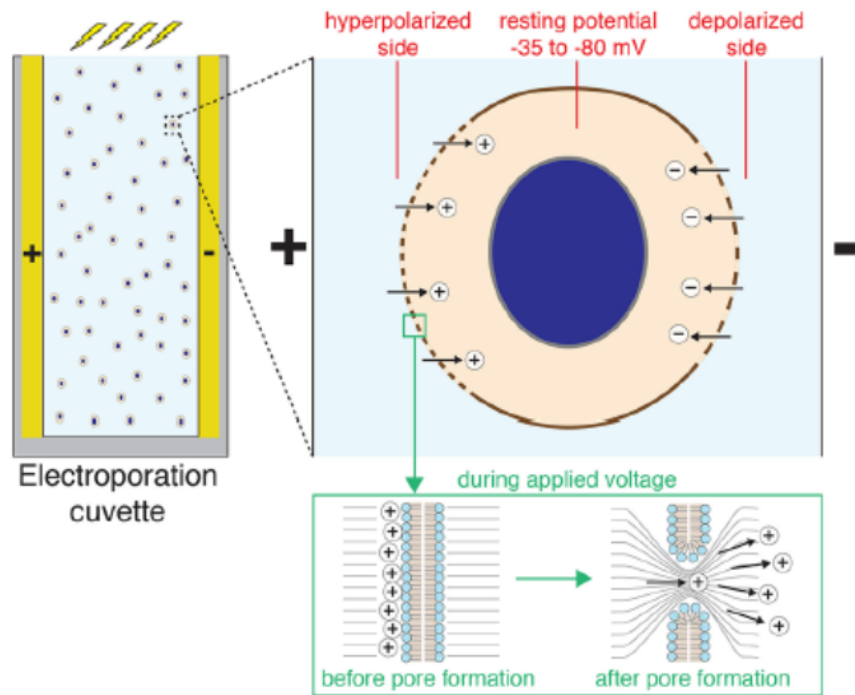 hyperpolarized
side
resting potential
-35 to -80 mV
depolarized
side
+
-
+
-
Electroporation
cuvette
during applied voltage
before pore formation
after pore formation